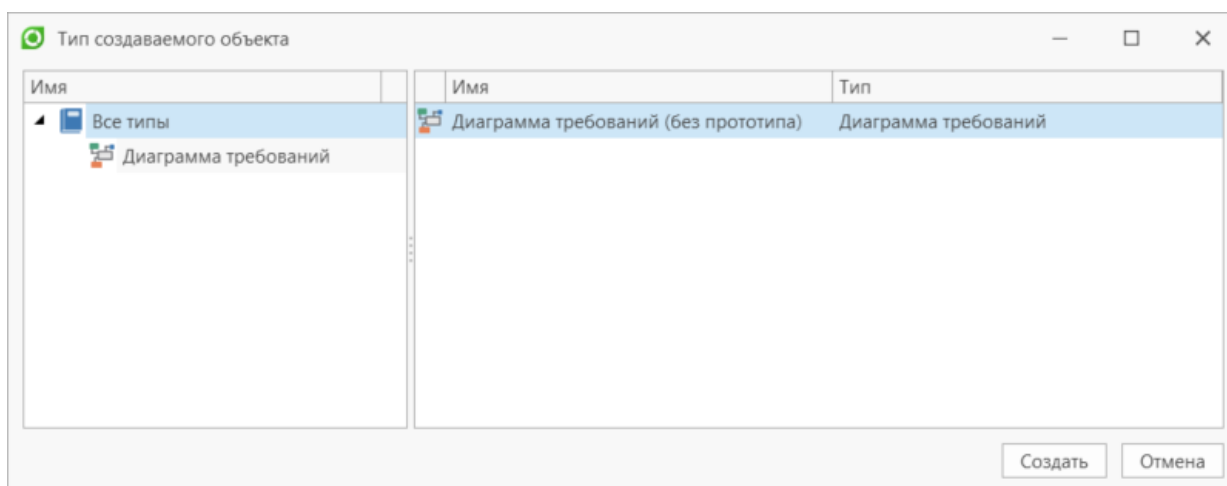 Тип создаваемого объекта
Имя
Имя Тип
Все типы
Диаграмма требований (без прототипа) Диаграмма требований
Диаграмма требований
Создать Отмена